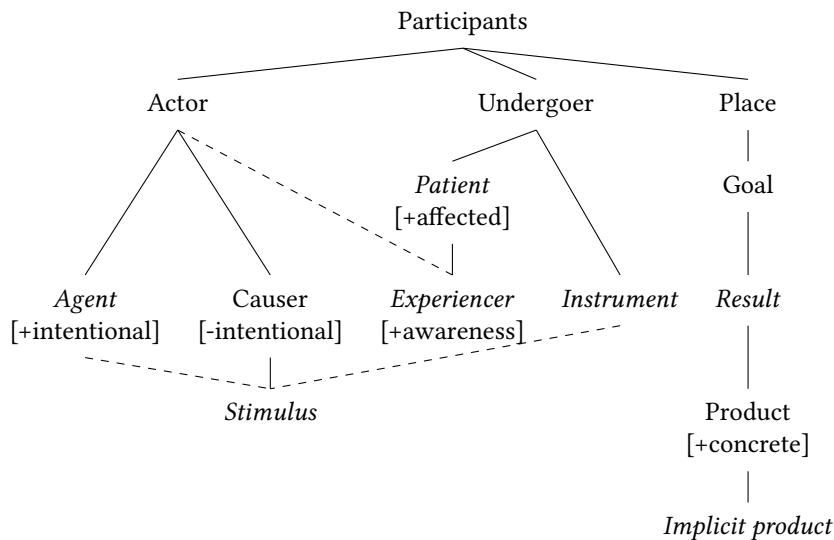 Participants
Actor Undergoer Place
Patient Goal
[+affected]
Agent Causer Experiencer Instrument Result
[+intentional] [-intentional] [+awareness]
Stimulus Product
[+concrete]
Implicit product